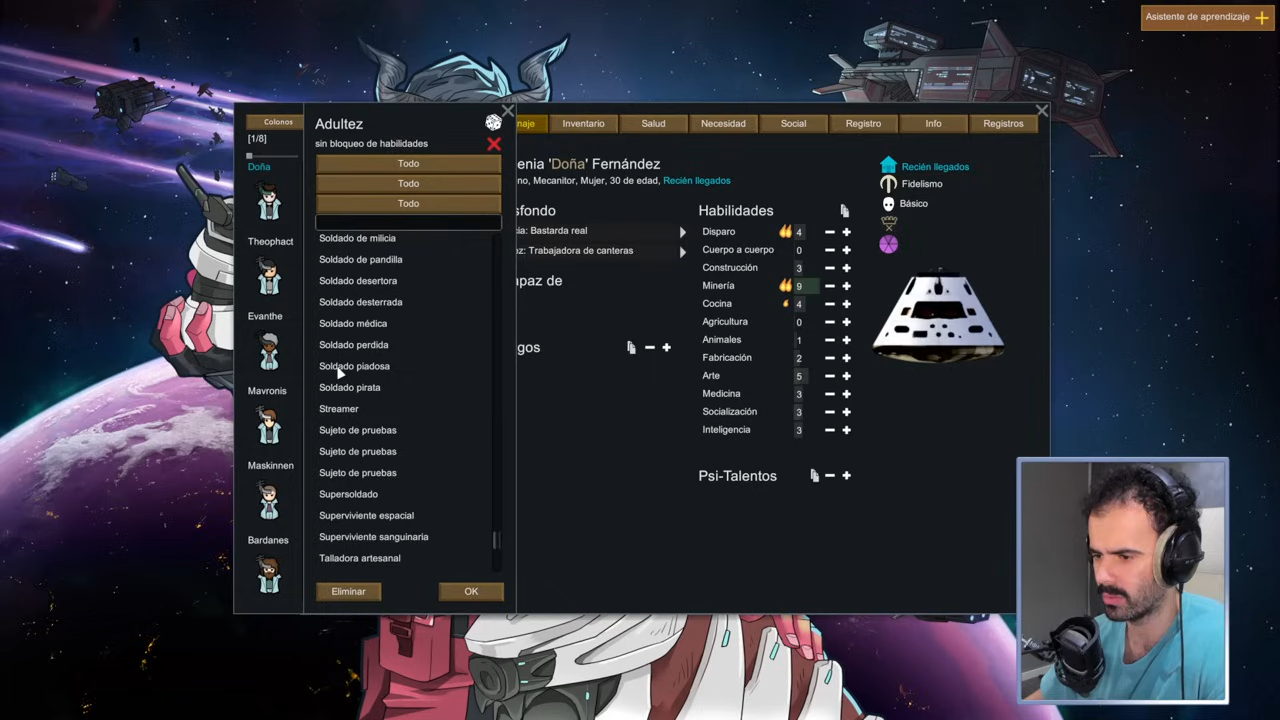 Asistente de aprendizaje
Colonos
[1/8]
Doña
Theophact
Evanthe
Mavronis
Maskinnen
Bardanes
Adultez
sin bloqueo de habilidades
Todo
Todo
Todo
Soldado de milicia
Soldado de pandilla
Soldado desertora
Soldado desterrada
Soldado médica
Soldado perdida
Soldado piadosa
Soldado pirata
Streamer
Sujeto de pruebas
Sujeto de pruebas
Sujeto de pruebas
Supersoldado
Superviviente espacial
Superviviente sanguinaria
Talladora artesanal
Eliminar
OK
naje
Inventario
Salud
Necesidad
Social
Registro
Info
Registros
enia 'Doña' Fernández
no, Mecanitor, Mujer, 30 de edad, Recién llegados
sfondo
cia: Bastarda real
ez: Trabajadora de canteras
apaz de
gos
Habilidades
Disparo 4
Cuerpo a cuerpo 0
Construcción 3
Minería 9
Cocina 4
Agricultura 0
Animales 1
Fabricación 2
Arte 5
Medicina 3
Socialización 3
Inteligencia 3
Psi-Talentos
Recién llegados
Fidelismo
Básico